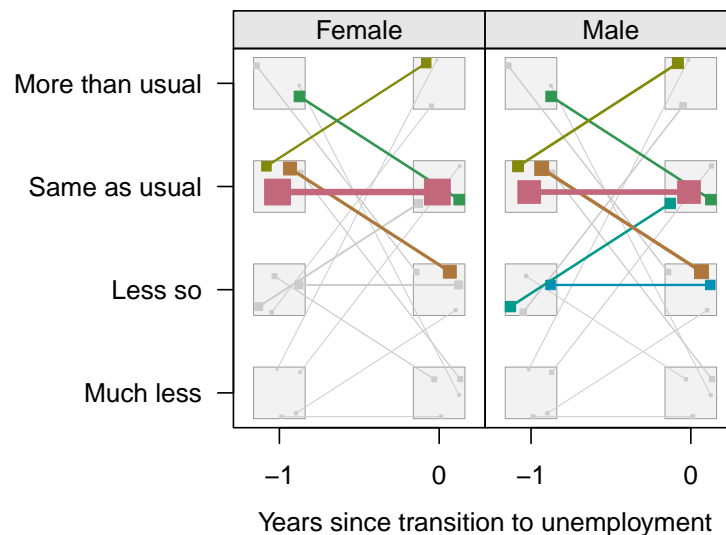 Female Male
More than usual
Same as usual
Less so
Much less
−1 0 −1 0
Years since transition to unemployment